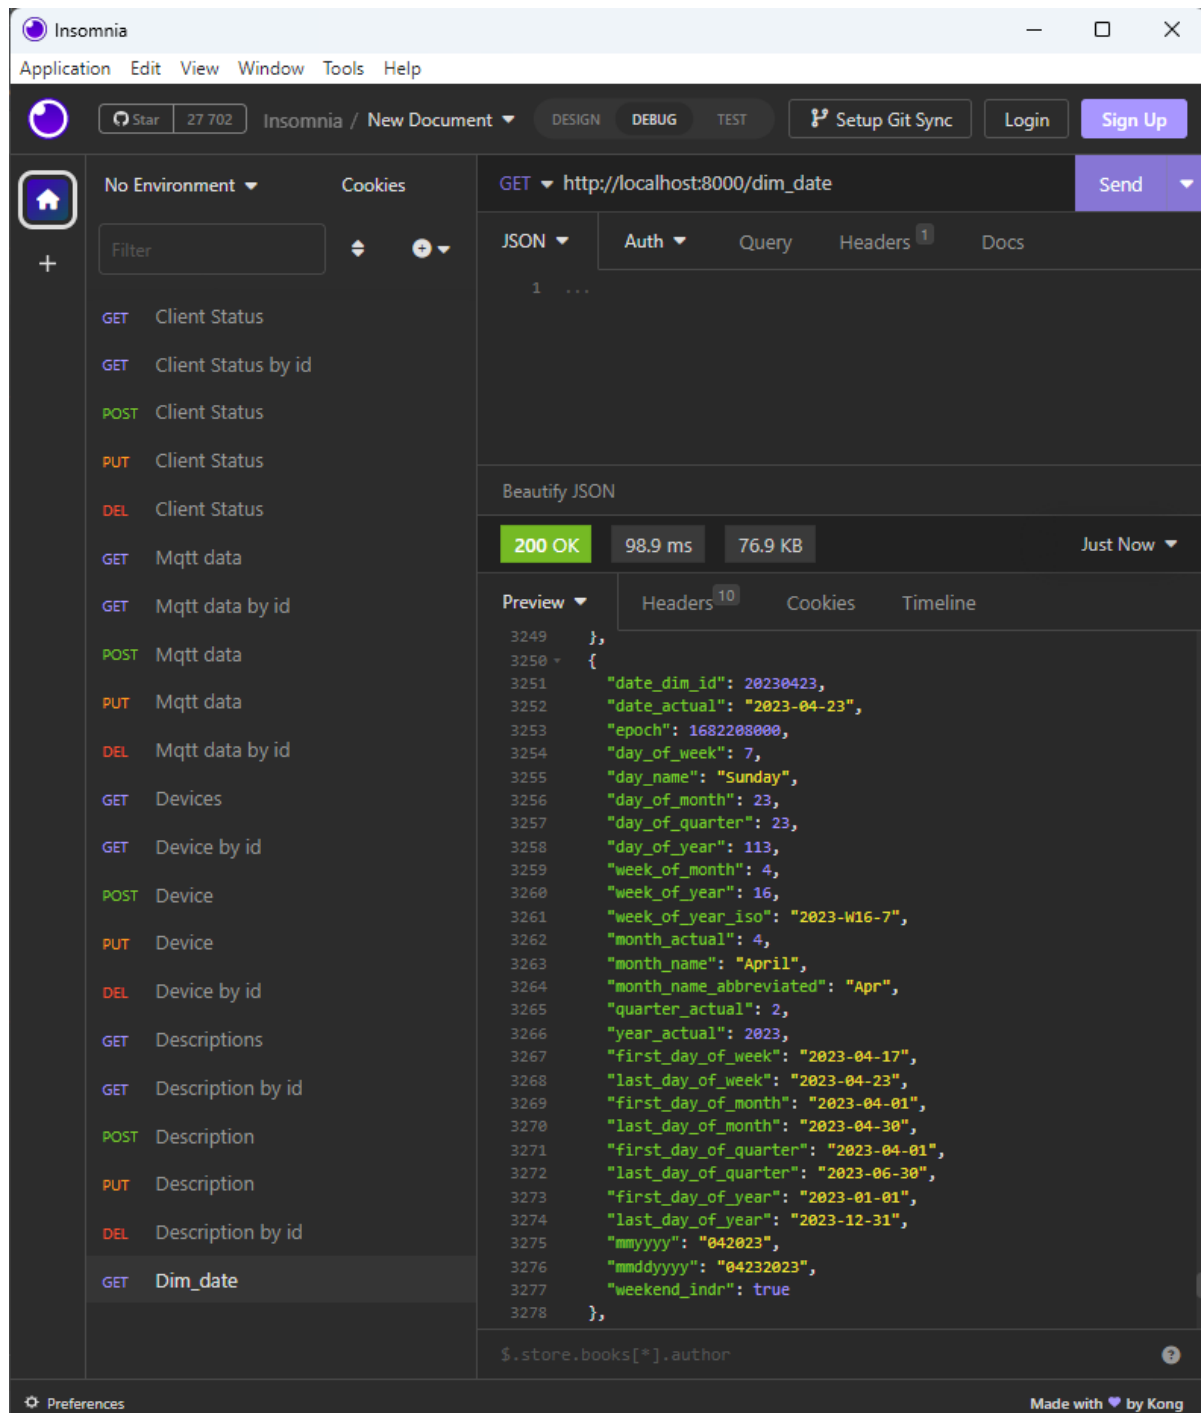 Insomnia
Application Edit View Window Tools Help
Star 27 702 Insomnia / New Document DESIGN DEBUG TEST Setup Git Sync Login Sign Up
No Environment Cookies
Filter
GET Client Status
GET Client Status by id
POST Client Status
PUT Client Status
DEL Client Status
GET Mqtt data
GET Mqtt data by id
POST Mqtt data
PUT Mqtt data
DEL Mqtt data by id
GET Devices
GET Device by id
POST Device
PUT Device
DEL Device by id
GET Descriptions
GET Description by id
POST Description
PUT Description
DEL Description by id
GET Dim_date
GET http://localhost:8000/dim_date Send
JSON Auth Query Headers 1 Docs
1 ...
Beautify JSON
200 OK 98.9 ms 76.9 KB Just Now
Preview Headers 10 Cookies Timeline
3249 },
3250 {
3251 "date_dim_id": 20230423,
3252 "date_actual": "2023-04-23",
3253 "epoch": 1682208000,
3254 "day_of_week": 7,
3255 "day_name": "Sunday",
3256 "day_of_month": 23,
3257 "day_of_quarter": 23,
3258 "day_of_year": 113,
3259 "week_of_month": 4,
3260 "week_of_year": 16,
3261 "week_of_year_iso": "2023-W16-7",
3262 "month_actual": 4,
3263 "month_name": "April",
3264 "month_name_abbreviated": "Apr",
3265 "quarter_actual": 2,
3266 "year_actual": 2023,
3267 "first_day_of_week": "2023-04-17",
3268 "last_day_of_week": "2023-04-23",
3269 "first_day_of_month": "2023-04-01",
3270 "last_day_of_month": "2023-04-30",
3271 "first_day_of_quarter": "2023-04-01",
3272 "last_day_of_quarter": "2023-06-30",
3273 "first_day_of_year": "2023-01-01",
3274 "last_day_of_year": "2023-12-31",
3275 "mmyyyy": "042023",
3276 "mmddyyyy": "04232023",
3277 "weekend_indr": true
3278 },
$.store.books[*].author
Preferences Made with by Kong